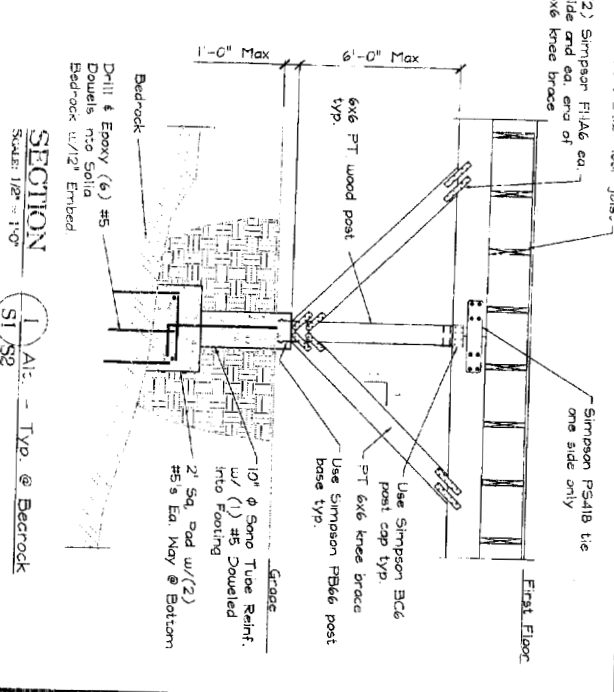 2) Simpson FHA6 ea.
ide and ea. end of
x6 knee brace
Simpson PS418 tie
one side only
First Floor
1'-0" Max
6'-0" Max
6x6 PT wood post
typ.
Use Simpson BC6
post cap typ.
PT 6x6 knee brace
Use Simpson PB66 post
base typ.
Grade
10" φ Sono Tube Reinf.
w/ (1) #5 Doweled
into Footing
2' Sq. Pad w/(2)
#5's Ea. Way @ Bottom
Bedrock
Drill & Epoxy (6) #5
Dowels nto Solid
Bedrock w/12" Embed
SECTION
SCALE: 1/2" = 1'-0"
1
S1 /S2
Alt. - Typ. @ Bedrock